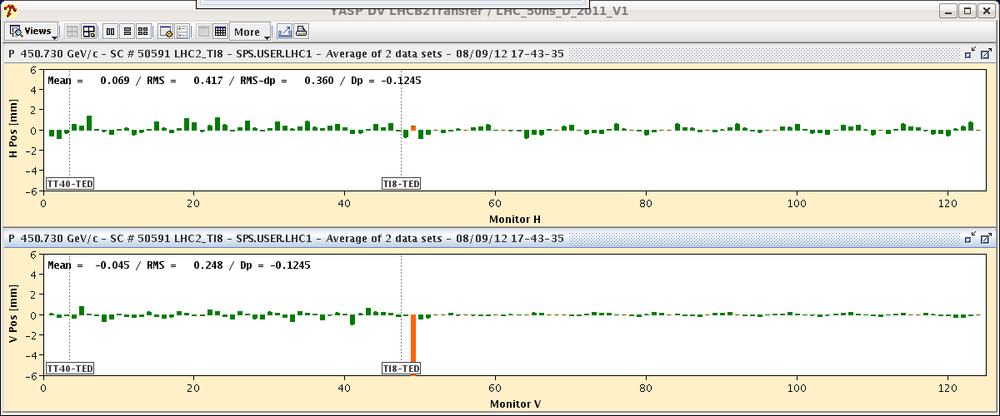 YASP DV LHCB2Transfer / LHC_50ns_D_2011_V1
Views More
P 450.730 GeV/c - SC # 50591 LHC2_TI8 - SPS.USER.LHC1 - Average of 2 data sets - 08/09/12 17-43-35
Mean = 0.069 / RMS = 0.417 / RMS-dp = 0.360 / Dp = -0.1245
H Pos [mm]
6
4
2
0
-2
-4
-6
TT40-TED TI8-TED
0 20 40 60 80 100 120
Monitor H
P 450.730 GeV/c - SC # 50591 LHC2_TI8 - SPS.USER.LHC1 - Average of 2 data sets - 08/09/12 17-43-35
Mean = -0.045 / RMS = 0.248 / Dp = -0.1245
V Pos [mm]
6
4
2
0
-2
-4
-6
TT40-TED TI8-TED
0 20 40 60 80 100 120
Monitor V